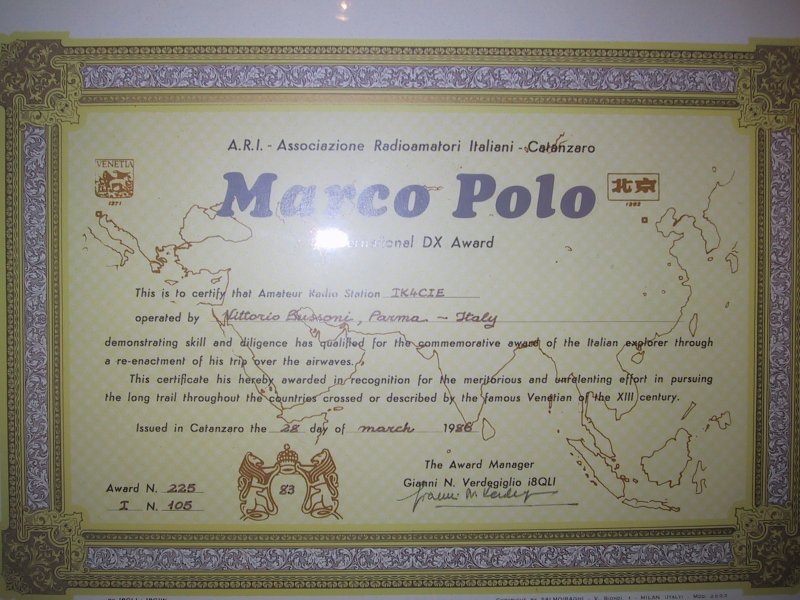 A.R.I. - Associazione Radioamatori Italiani - Catanzaro
VENETIA
1271
Marco Polo
北京
International DX Award
This is to certify that Amateur Radio Station IK4CIE
operated by Vittorio Bussoni, Parma - Italy
demonstrating skill and diligence has qualified for the commemorative award of the Italian explorer through
a re-enactment of his trip over the airwaves.
This certificate his hereby awarded in recognition for the meritorious and unrelenting effort in pursuing
the long trail throughout the countries crossed or described by the famous Venetian of the XIII century.
Issued in Catanzaro the 28 day of march 1986
The Award Manager
Gianni N. Verdegiglio i8QLI
Award N. 225
I N. 105
83